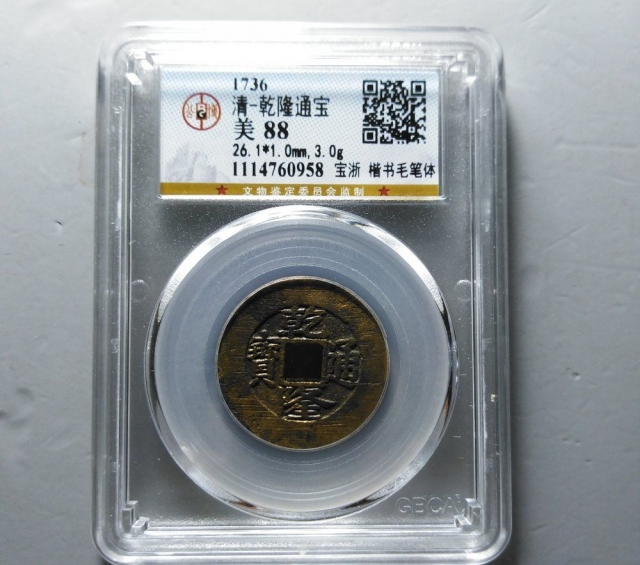 1736
清-乾隆通宝
美 88
26.1*1.0mm,3.0g
1114760958 宝浙 楷书毛笔体
★ 文物鉴定委员会监制 ★
乾
寶 通
隆
GBCA